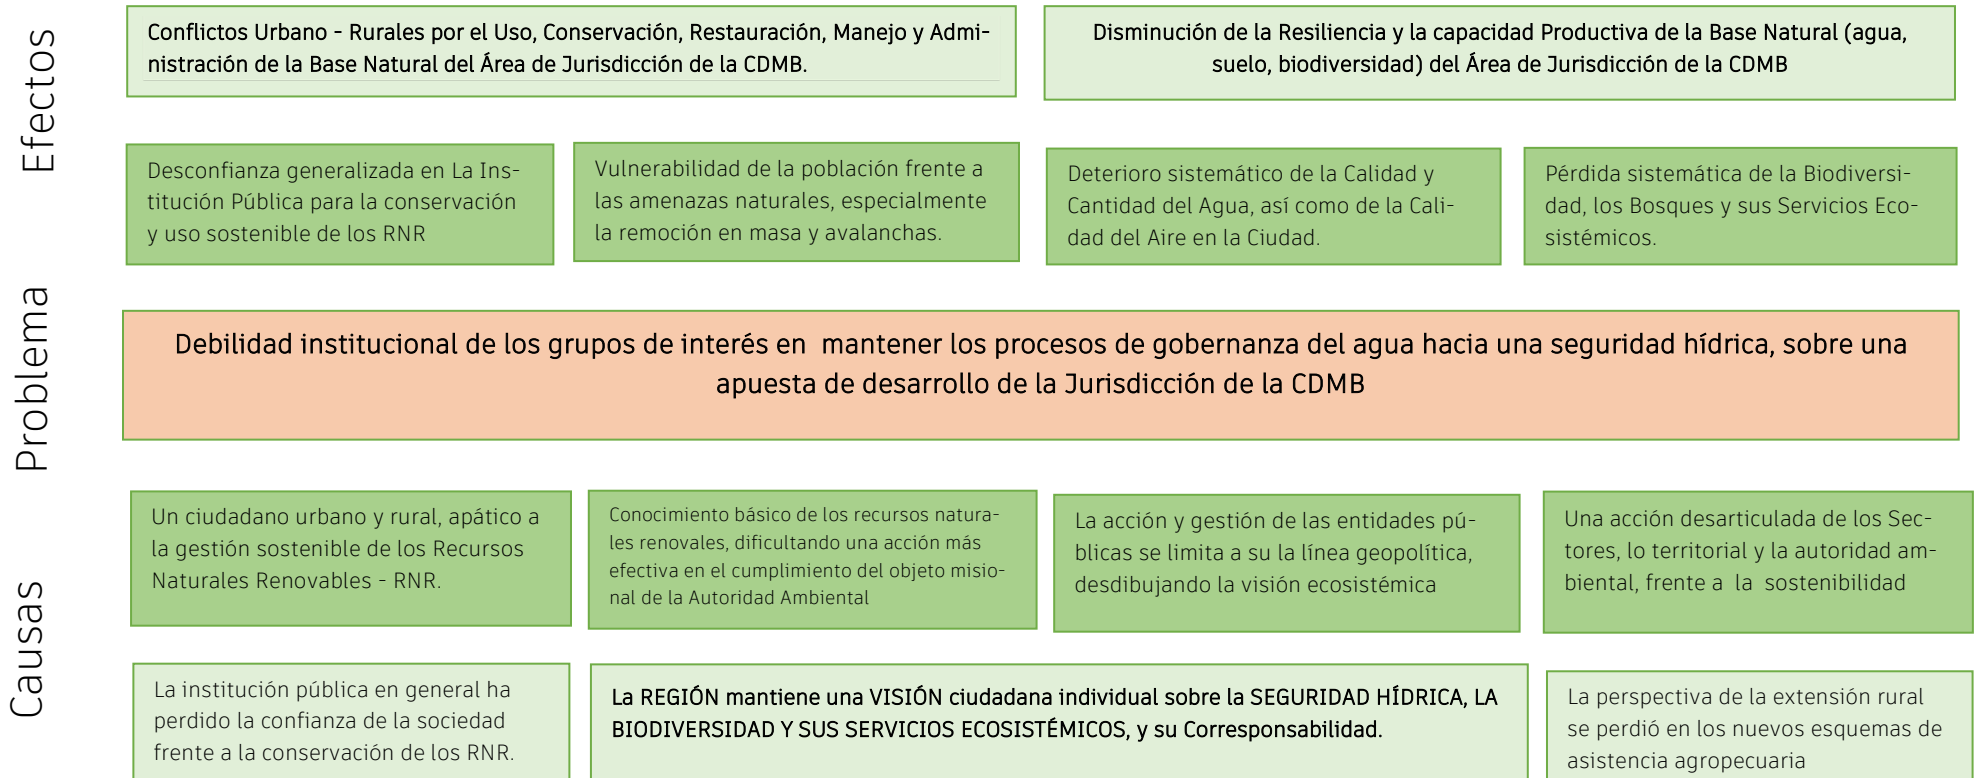 Efectos
Conflictos Urbano - Rurales por el Uso, Conservación, Restauración, Manejo y Admi-
nistración de la Base Natural del Área de Jurisdicción de la CDMB.
Disminución de la Resiliencia y la capacidad Productiva de la Base Natural (agua,
suelo, biodiversidad) del Área de Jurisdicción de la CDMB
Desconfianza generalizada en La Ins-
titución Pública para la conservación
y uso sostenible de los RNR
Vulnerabilidad de la población frente a
las amenazas naturales, especialmente
la remoción en masa y avalanchas.
Deterioro sistemático de la Calidad y
Cantidad del Agua, así como de la Cali-
dad del Aire en la Ciudad.
Pérdida sistemática de la Biodiversi-
dad, los Bosques y sus Servicios Eco-
sistémicos.
Problema
Debilidad institucional de los grupos de interés en  mantener los procesos de gobernanza del agua hacia una seguridad hídrica, sobre una
apuesta de desarrollo de la Jurisdicción de la CDMB
Causas
Un ciudadano urbano y rural, apático a
la gestión sostenible de los Recursos
Naturales Renovables - RNR.
Conocimiento básico de los recursos natura-
les renovales, dificultando una acción más
efectiva en el cumplimiento del objeto misio-
nal de la Autoridad Ambiental
La acción y gestión de las entidades pú-
blicas se limita a su la línea geopolítica,
desdibujando la visión ecosistémica
Una acción desarticulada de los Sec-
tores, lo territorial y la autoridad am-
biental, frente a  la  sostenibilidad
La institución pública en general ha
perdido la confianza de la sociedad
frente a la conservación de los RNR.
La REGIÓN mantiene una VISIÓN ciudadana individual sobre la SEGURIDAD HÍDRICA, LA
BIODIVERSIDAD Y SUS SERVICIOS ECOSISTÉMICOS, y su Corresponsabilidad.
La perspectiva de la extensión rural
se perdió en los nuevos esquemas de
asistencia agropecuaria